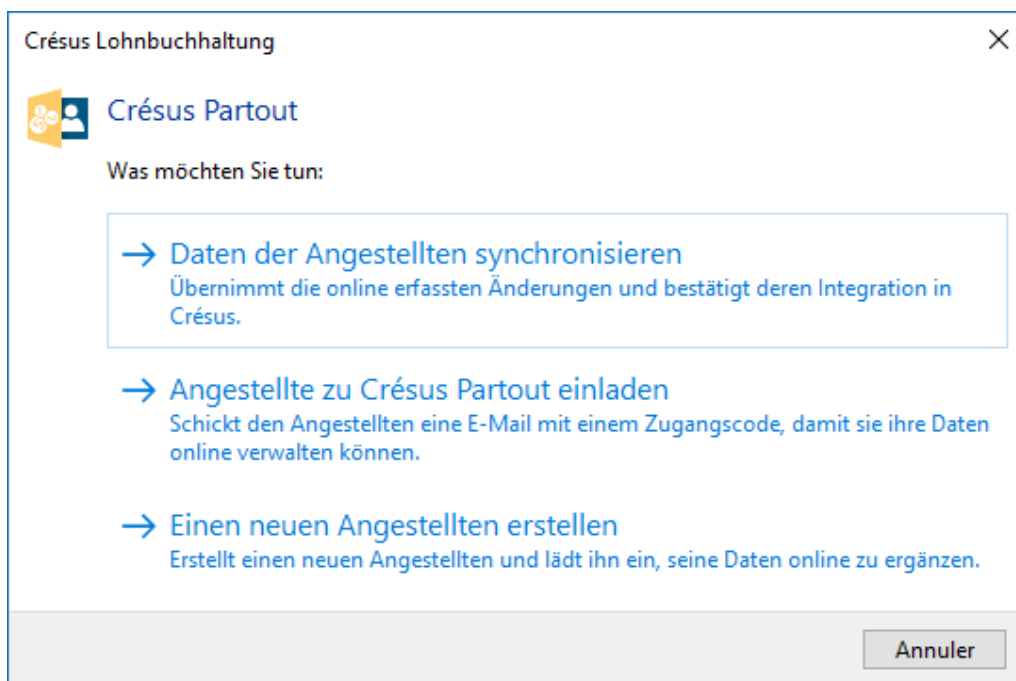 Crésus Lohnbuchhaltung
Crésus Partout
Was möchten Sie tun:
Daten der Angestellten synchronisieren
Übernimmt die online erfassten Änderungen und bestätigt deren Integration in
Crésus.
Angestellte zu Crésus Partout einladen
Schickt den Angestellten eine E-Mail mit einem Zugangscode, damit sie ihre Daten
online verwalten können.
Einen neuen Angestellten erstellen
Erstellt einen neuen Angestellten und lädt ihn ein, seine Daten online zu ergänzen.
Annuler